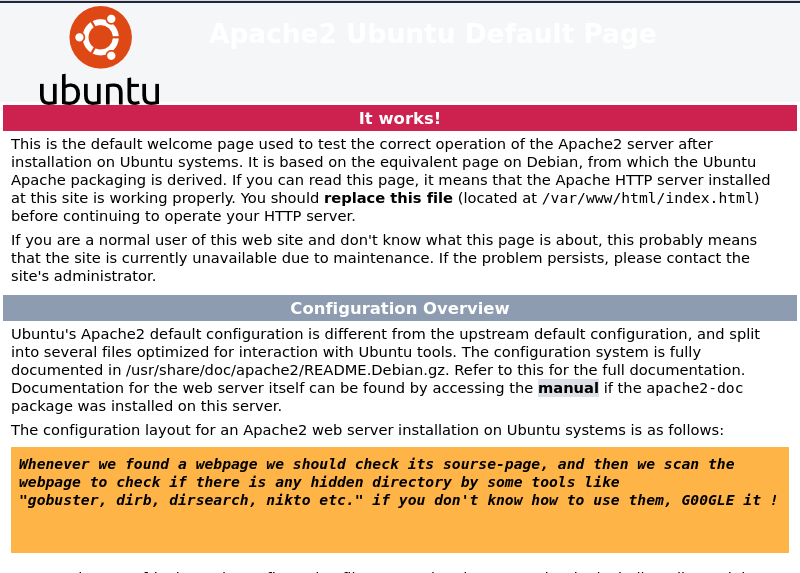 Apache2 Ubuntu Default Page
ubuntu
It works!
This is the default welcome page used to test the correct operation of the Apache2 server after
installation on Ubuntu systems. It is based on the equivalent page on Debian, from which the Ubuntu
Apache packaging is derived. If you can read this page, it means that the Apache HTTP server installed
at this site is working properly. You should replace this file (located at /var/www/html/index.html)
before continuing to operate your HTTP server.
If you are a normal user of this web site and don't know what this page is about, this probably means
that the site is currently unavailable due to maintenance. If the problem persists, please contact the
site's administrator.
Configuration Overview
Ubuntu's Apache2 default configuration is different from the upstream default configuration, and split
into several files optimized for interaction with Ubuntu tools. The configuration system is fully
documented in /usr/share/doc/apache2/README.Debian.gz. Refer to this for the full documentation.
Documentation for the web server itself can be found by accessing the manual if the apache2-doc
package was installed on this server.
The configuration layout for an Apache2 web server installation on Ubuntu systems is as follows:
Whenever we found a webpage we should check its sourse-page, and then we scan the
webpage to check if there is any hidden directory by some tools like
"gobuster, dirb, dirsearch, nikto etc." if you don't know how to use them, G00GLE it !